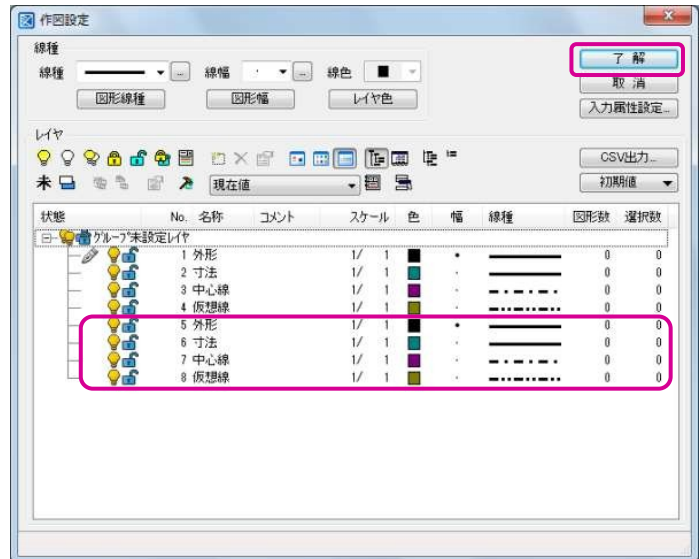 作図設定
線種
線種 線幅 線色
図形線種 図形幅 レイヤ色
了解
取消
入力属性設定...
レイヤ
CSV出力...
現在値
初期値
状態 No. 名称 コメント スケール 色 幅 線種 図形数 選択数
グループ未設定レイヤ
1 外形 1/ 1 0 0
2 寸法 1/ 1 0 0
3 中心線 1/ 1 0 0
4 仮想線 1/ 1 0 0
5 外形 1/ 1 0 0
6 寸法 1/ 1 0 0
7 中心線 1/ 1 0 0
8 仮想線 1/ 1 0 0